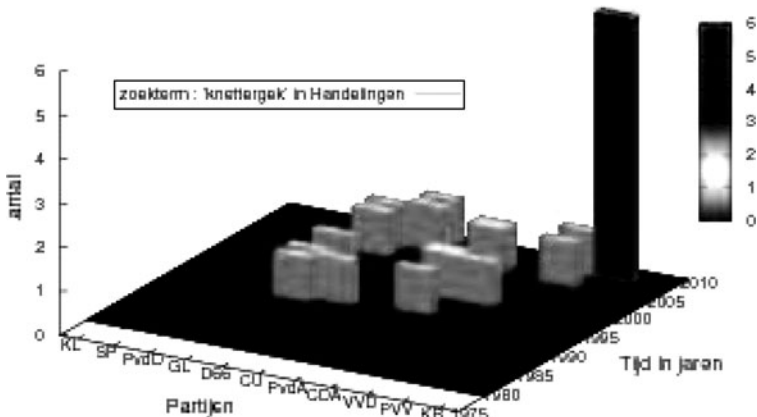 6
5
4
3
2
1
0
aantal
zoekterm : 'knettergek' in Handelingen
6
5
4
3
2
1
0
KL
SP
PvdL
GL
D66
CU
PvdA
CDA
VVD
PVV
KR
Partijen
1975
1980
1985
1990
1995
2000
2005
2010
Tijd in jaren